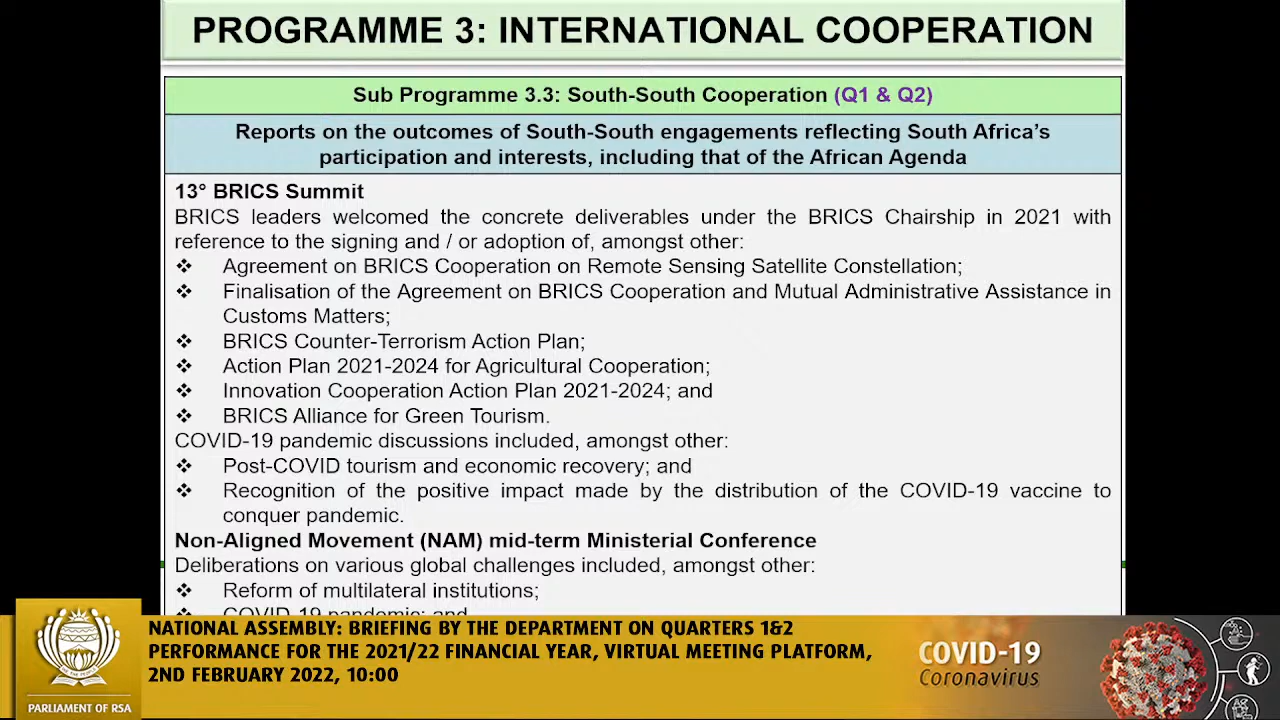 PROGRAMME 3: INTERNATIONAL COOPERATION
Sub Programme 3.3: South-South Cooperation (Q1 & Q2)
Reports on the outcomes of South-South engagements reflecting South Africa's
participation and interests, including that of the African Agenda
13° BRICS Summit
BRICS leaders welcomed the concrete deliverables under the BRICS Chairship in 2021 with
reference to the signing and / or adoption of, amongst other:
❖ Agreement on BRICS Cooperation on Remote Sensing Satellite Constellation;
❖ Finalisation of the Agreement on BRICS Cooperation and Mutual Administrative Assistance in
Customs Matters;
❖ BRICS Counter-Terrorism Action Plan;
❖ Action Plan 2021-2024 for Agricultural Cooperation;
❖ Innovation Cooperation Action Plan 2021-2024; and
❖ BRICS Alliance for Green Tourism.
COVID-19 pandemic discussions included, amongst other:
❖ Post-COVID tourism and economic recovery; and
❖ Recognition of the positive impact made by the distribution of the COVID-19 vaccine to
conquer pandemic.
Non-Aligned Movement (NAM) mid-term Ministerial Conference
Deliberations on various global challenges included, amongst other:
❖ Reform of multilateral institutions;
❖ COVID-19 pandemic; and
NATIONAL ASSEMBLY: BRIEFING BY THE DEPARTMENT ON QUARTERS 1&2
PERFORMANCE FOR THE 2021/22 FINANCIAL YEAR, VIRTUAL MEETING PLATFORM,
2ND FEBRUARY 2022, 10:00
PARLIAMENT OF RSA
COVID-19
Coronavirus